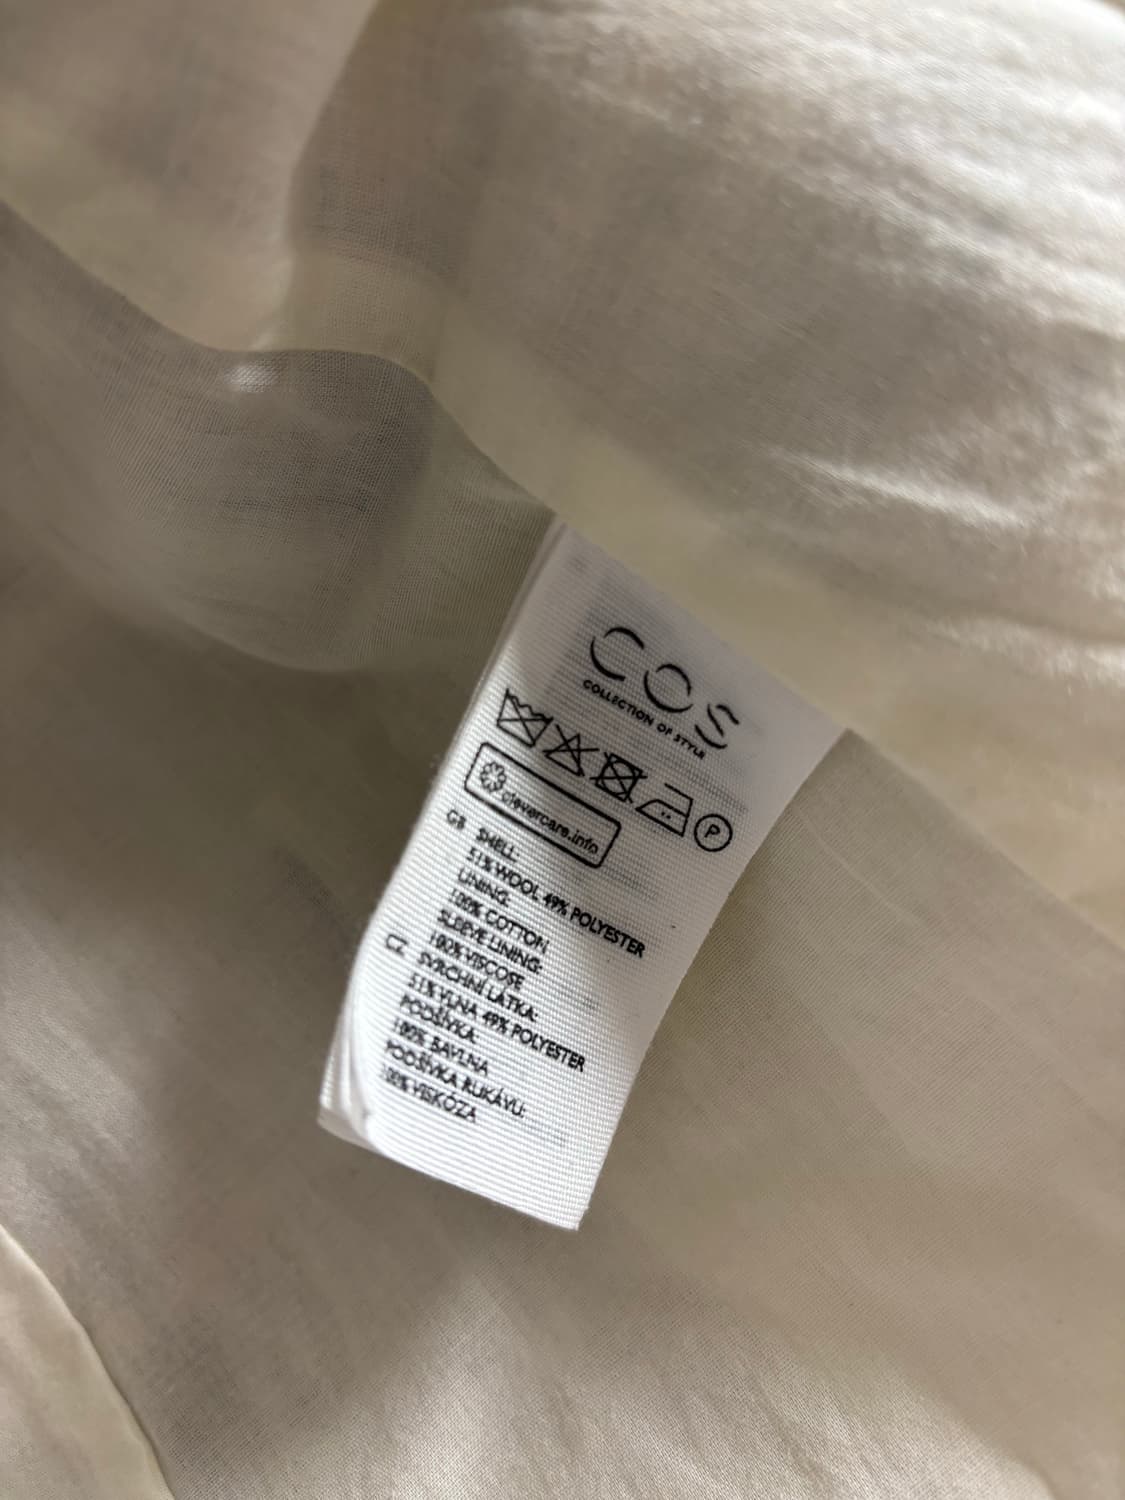 COS
COLLECTION OF STYLE
P
clevercare.info
GB SHELL:
51% WOOL 49% POLYESTER
LINING:
100% COTTON
SLEEVE LINING:
100% VISCOSE
CZ SVRCHNÍ LÁTKA:
51% VLNA 49% POLYESTER
PODŠÍVKA:
100% BAVLNA
PODŠÍVKA RUKÁVU:
100% VISKÓZA